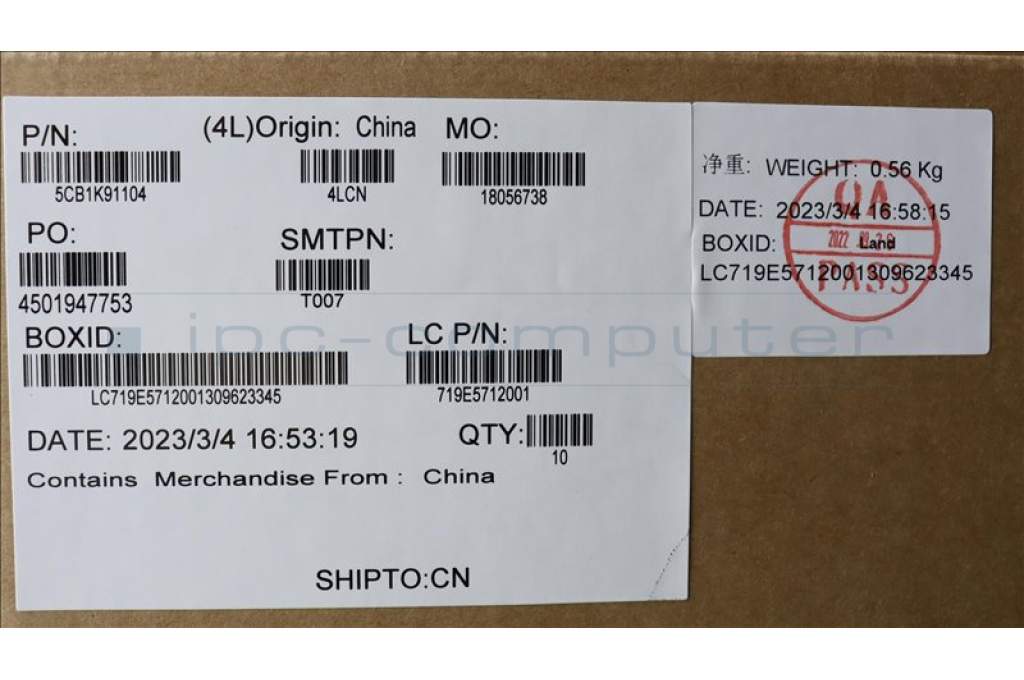 P/N: (4L)Origin: China MO:
5CB1K91104 4LCN 18056738
PO: SMTPN:
4501947753 T007
BOXID: LC P/N:
LC719E5712001309623345 719E5712001
DATE: 2023/3/4 16:53:19 QTY:
10
Contains Merchandise From : China
SHIPTO:CN
净重: WEIGHT: 0.56 Kg
DATE: 2023/3/4 16:58:15
BOXID: Land
LC719E5712001309623345
QA
2022
PASS
ipc-computer